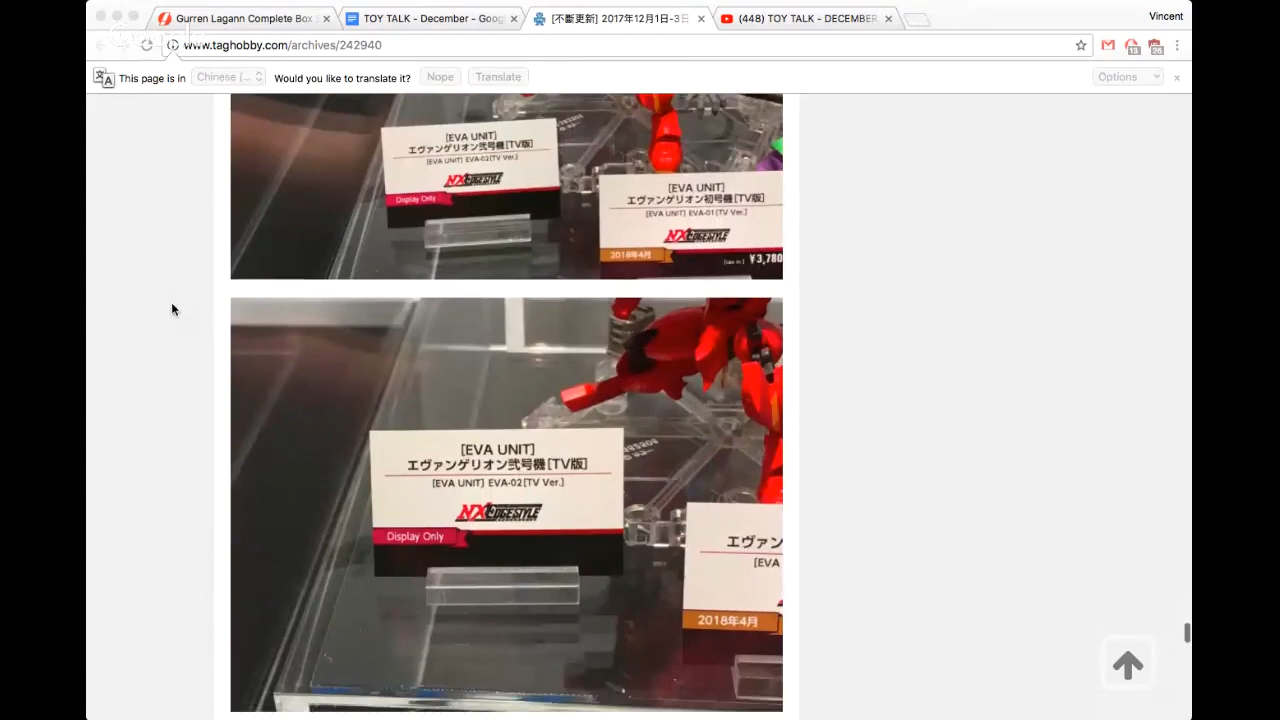 Gurren Lagann Complete Box
TOY TALK - December - Goog
[不斷更新] 2017年12月1日-3日
(448) TOY TALK - DECEMBER
Vincent
www.taghobby.com/archives/242940
13
26
This page is in
Chinese (...
Would you like to translate it?
Nope
Translate
Options
[EVA UNIT]
エヴァンゲリオン弐号機[TV版]
[EVA UNIT] EVA-02[TV Ver.]
NXEDGESTYLE
Display Only
[EVA UNIT]
エヴァンゲリオン初号機[TV版]
[EVA UNIT] EVA-01[TV Ver.]
NXEDGESTYLE
2018年4月
¥3,780
[EVA UNIT]
エヴァンゲリオン弐号機[TV版]
[EVA UNIT] EVA-02[TV Ver.]
NXEDGESTYLE
Display Only
エヴァン
[EVA
2018年4月